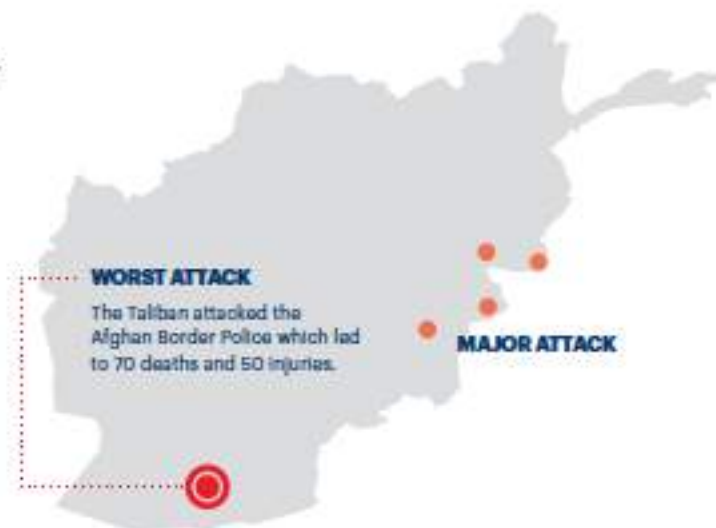 WORST ATTACK
The Taliban attacked the
Afghan Border Police which led
to 70 deaths and 50 injuries.
MAJOR ATTACK